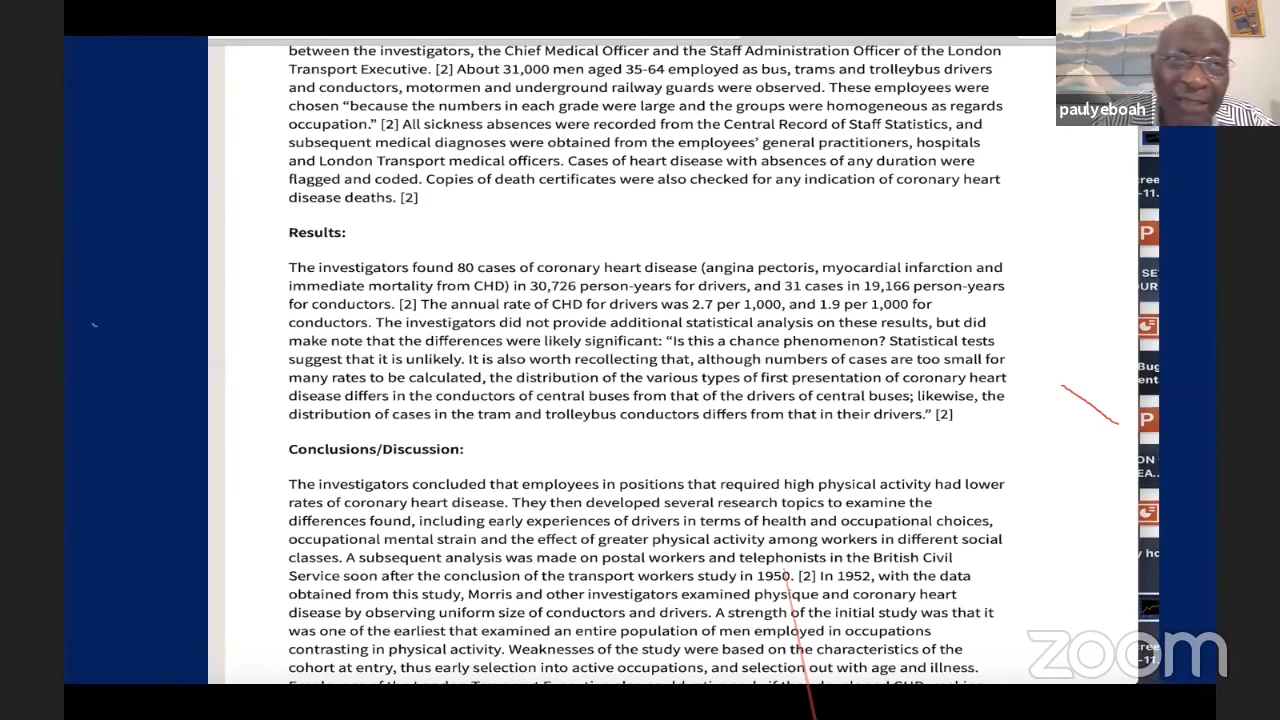 between the investigators, the Chief Medical Officer and the Staff Administration Officer of the London
Transport Executive. [2] About 31,000 men aged 35-64 employed as bus, trams and trolleybus drivers
and conductors, motormen and underground railway guards were observed. These employees were
chosen “because the numbers in each grade were large and the groups were homogeneous as regards
occupation.” [2] All sickness absences were recorded from the Central Record of Staff Statistics, and
subsequent medical diagnoses were obtained from the employees’ general practitioners, hospitals
and London Transport medical officers. Cases of heart disease with absences of any duration were
flagged and coded. Copies of death certificates were also checked for any indication of coronary heart
disease deaths. [2]
Results:
The investigators found 80 cases of coronary heart disease (angina pectoris, myocardial infarction and
immediate mortality from CHD) in 30,726 person-years for drivers, and 31 cases in 19,166 person-years
for conductors. [2] The annual rate of CHD for drivers was 2.7 per 1,000, and 1.9 per 1,000 for
conductors. The investigators did not provide additional statistical analysis on these results, but did
make note that the differences were likely significant: “Is this a chance phenomenon? Statistical tests
suggest that it is unlikely. It is also worth recollecting that, although numbers of cases are too small for
many rates to be calculated, the distribution of the various types of first presentation of coronary heart
disease differs in the conductors of central buses from that of the drivers of central buses; likewise, the
distribution of cases in the tram and trolleybus conductors differs from that in their drivers.” [2]
Conclusions/Discussion:
The investigators concluded that employees in positions that required high physical activity had lower
rates of coronary heart disease. They then developed several research topics to examine the
differences found, including early experiences of drivers in terms of health and occupational choices,
occupational mental strain and the effect of greater physical activity among workers in different social
classes. A subsequent analysis was made on postal workers and telephonists in the British Civil
Service soon after the conclusion of the transport workers study in 1950. [2] In 1952, with the data
obtained from this study, Morris and other investigators examined physique and coronary heart
disease by observing uniform size of conductors and drivers. A strength of the initial study was that it
was one of the earliest that examined an entire population of men employed in occupations
contrasting in physical activity. Weaknesses of the study were based on the characteristics of the
cohort at entry, thus early selection into active occupations, and selection out with age and illness.
paulyeboah
cree
-11.
P
SE
OUR
Bug
enta
P
ON
EA...
y ho
cree
-11.
zoom